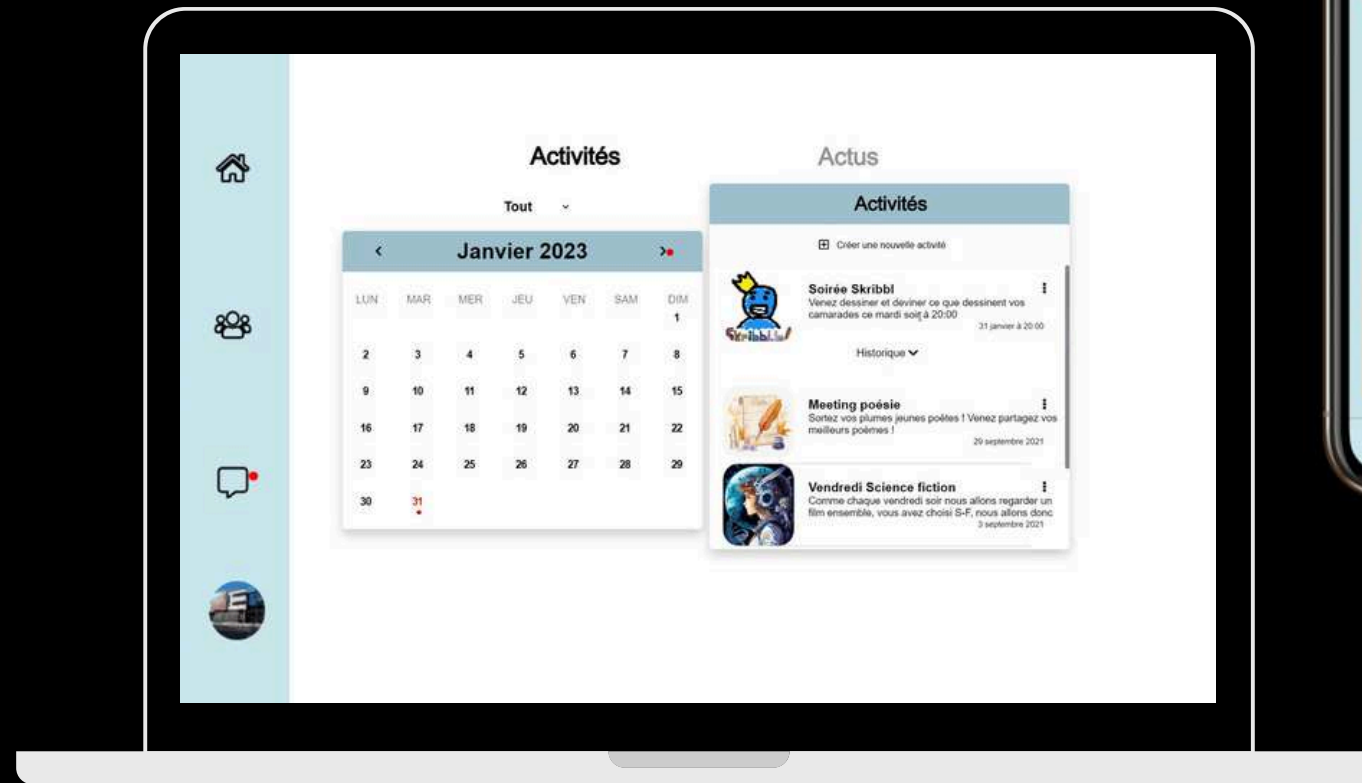 Activités
Actus
Tout
Janvier 2023
LUN MAR MER JEU VEN SAM DIM
1
2 3 4 5 6 7 8
9 10 11 12 13 14 15
16 17 18 19 20 21 22
23 24 25 26 27 28 29
30 31
Activités
Créer une nouvelle activité
Soirée Skribbl
Venez dessiner et deviner ce que dessinent vos
camarades ce mardi soir à 20:00
31 janvier à 20:00
Skribbl.io!
Historique
Meeting poésie
Sortez vos plumes jeunes poètes ! Venez partagez vos
meilleurs poèmes !
29 septembre 2021
Vendredi Science fiction
Comme chaque vendredi soir nous allons regarder un
film ensemble, vous avez choisi S-F, nous allons donc
3 septembre 2021